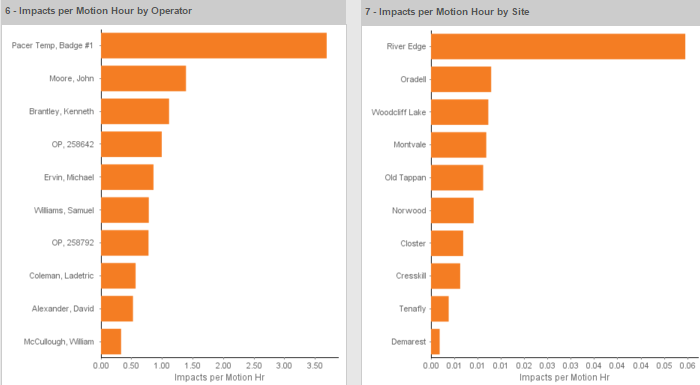 6 - Impacts per Motion Hour by Operator
Pacer Temp, Badge #1
Moore, John
Brantley, Kenneth
OP, 258642
Ervin, Michael
Williams, Samuel
OP, 258792
Coleman, Ladetric
Alexander, David
McCullough, William
0.00 0.50 1.00 1.50 2.00 2.50 3.00 3.50
Impacts per Motion Hr
7 - Impacts per Motion Hour by Site
River Edge
Oradell
Woodcliff Lake
Montvale
Old Tappan
Norwood
Closter
Cresskill
Tenafly
Demarest
0.00 0.01 0.01 0.02 0.02 0.03 0.03 0.04 0.04 0.05 0.05 0.06
Impacts per Motion Hr